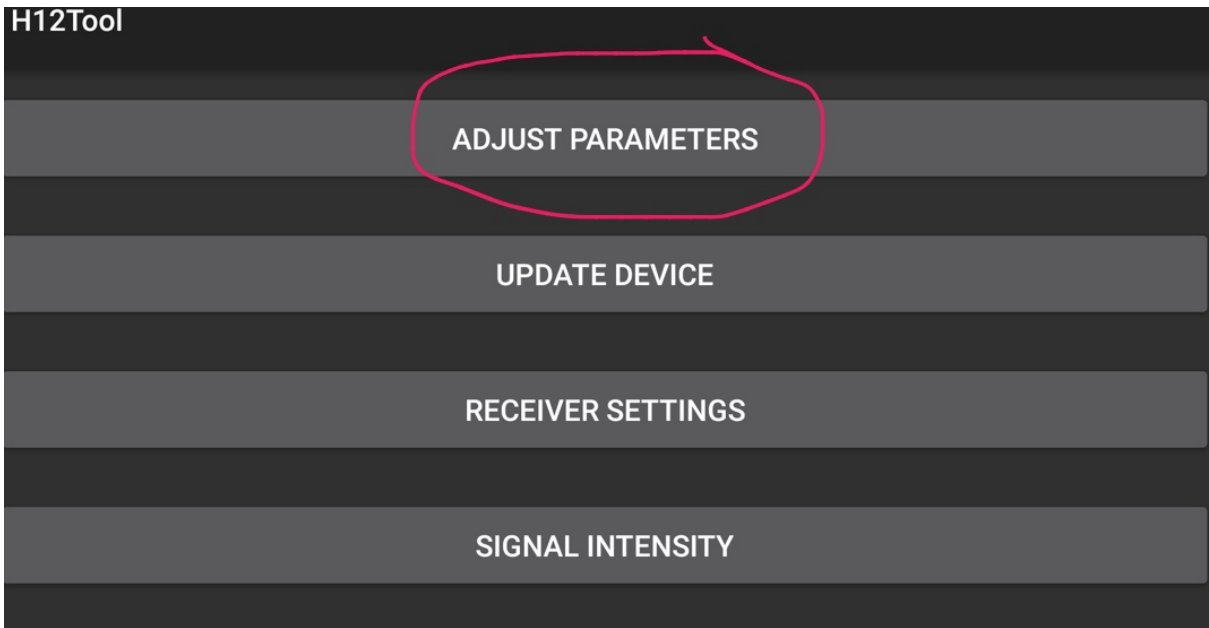 H12Tool
ADJUST PARAMETERS
UPDATE DEVICE
RECEIVER SETTINGS
SIGNAL INTENSITY